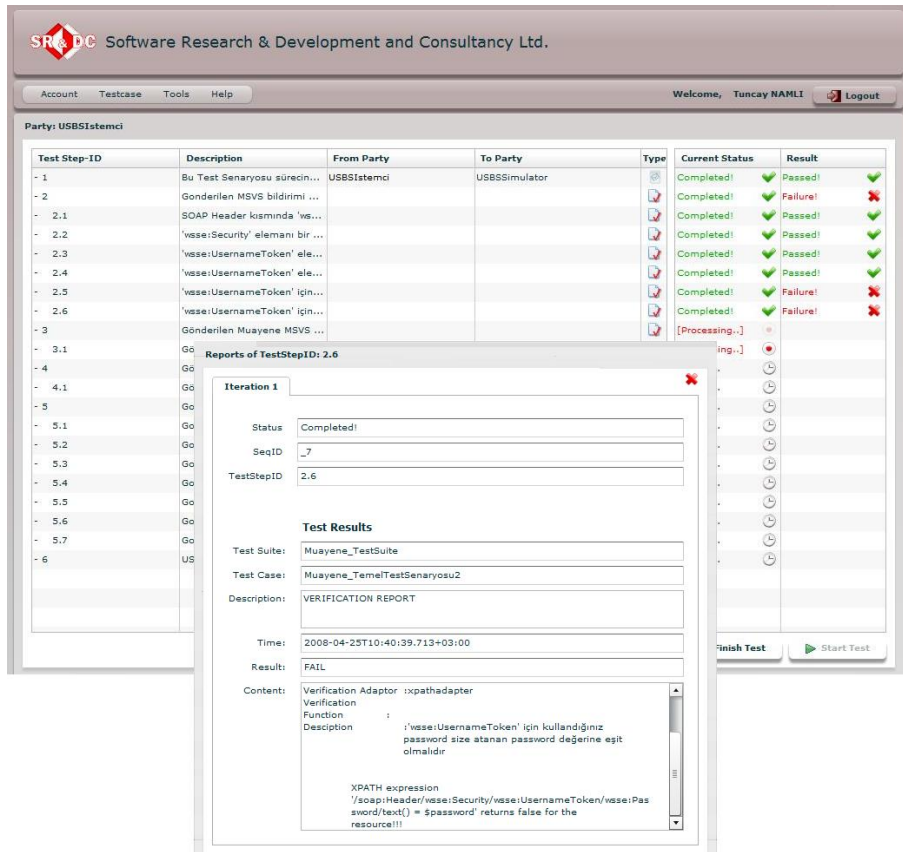 SR&DC Software Research & Development and Consultancy Ltd.
Account Testcase Tools Help Welcome, Tuncay NAMLI Logout
Party: USBSIstemci
Test Step-ID Description From Party To Party Type Current Status Result
- 1 Bu Test Senaryosu sürecin... USBSIstemci USBSSimulator Completed! Passed!
- 2 Gonderilen MSVS bildirimi ... Completed! Failure!
- 2.1 SOAP Header kısmında 'ws... Completed! Passed!
- 2.2 'wsse:Security' elemanı bir ... Completed! Passed!
- 2.3 'wsse:UsernameToken' ele... Completed! Passed!
- 2.4 'wsse:UsernameToken' ele... Completed! Passed!
- 2.5 'wsse:UsernameToken' için... Completed! Failure!
- 2.6 'wsse:UsernameToken' için... Completed! Failure!
- 3 Gönderilen Muayene MSVS ... [Processing..]
- 3.1 Gö ing..]
- 4 Gö .
- 4.1 Gö .
- 5 Go .
- 5.1 Go .
- 5.2 Go .
- 5.3 Go .
- 5.4 Go .
- 5.5 Go .
- 5.6 Go .
- 5.7 Go .
- 6 US .
Finish Test Start Test
Reports of TestStepID: 2.6
Iteration 1
Status Completed!
SeqID _7
TestStepID 2.6
Test Results
Test Suite: Muayene_TestSuite
Test Case: Muayene_TemelTestSenaryosu2
Description: VERIFICATION REPORT
Time: 2008-04-25T10:40:39.713+03:00
Result: FAIL
Content: Verification Adaptor :xpathadapter
Verification
Function :
Desciption :'wsse:UsernameToken' için kullandığınız
password size atanan password değerine eşit
olmalıdır
XPATH expression
'/soap:Header/wsse:Security/wsse:UsernameToken/wsse:Pas
sword/text() = $password' returns false for the
resource!!!